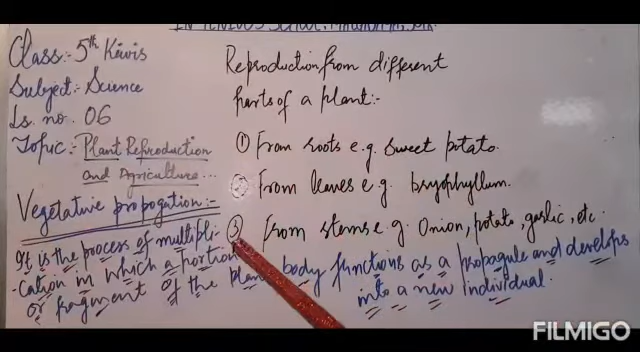 Class:- 5th Kiwis
Subject:- Science
Ls. no. 06
Topic:- Plant Reproduction
and Agriculture...
Vegetative propogation:-
It is the process of multipli-
-cation in which a portion
or fragment of the plant body functions as a propagule and develops
into a new individual.
Reproduction from different
parts of a plant:-
① From roots e.g. sweet potato.
② From leaves e.g. bryophyllum.
③ From stems e.g. Onion, potato, garlic, etc.
FILMIGO